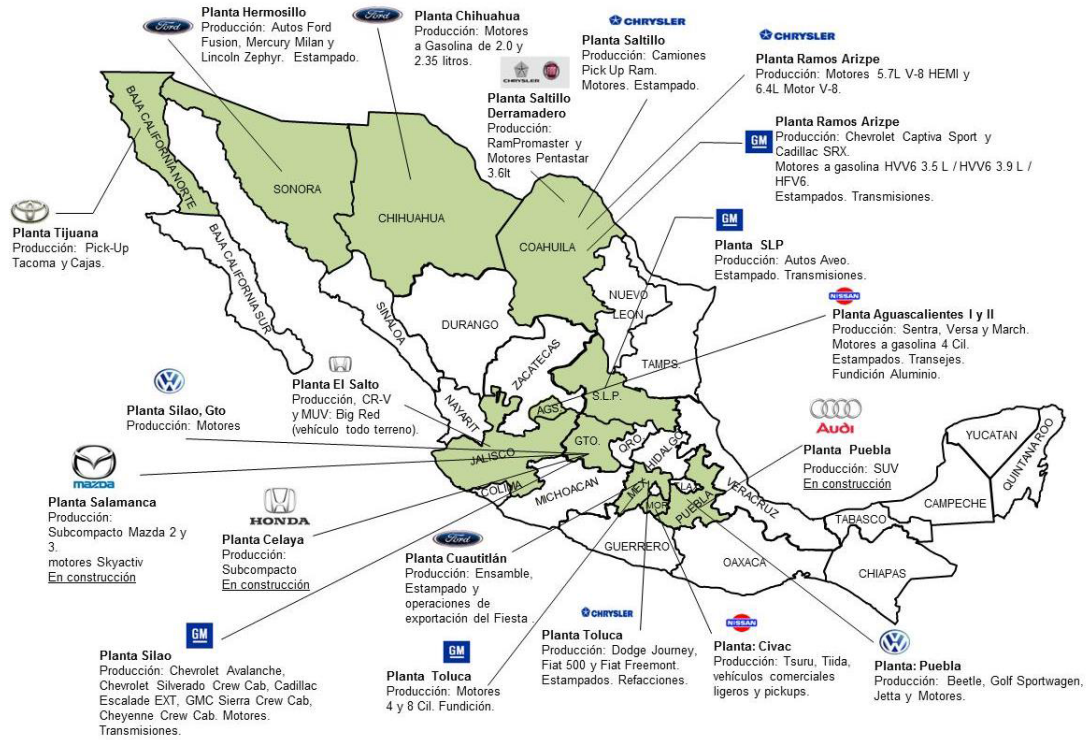 Ford
Planta Hermosillo
Producción: Autos Ford
Fusion, Mercury Milan y
Lincoln Zephyr. Estampado.
Ford
Planta Chihuahua
Producción: Motores
a Gasolina de 2.0 y
2.35 litros.
CHRYSLER
Planta Saltillo
Producción: Camiones
Pick Up Ram.
Motores. Estampado.
CHRYSLER
Planta Ramos Arizpe
Producción: Motores 5.7L V-8 HEMI y
6.4L Motor V-8.
CHRYSLER
FIAT
Planta Saltillo
Derramadero
Producción:
RamPromaster y
Motores Pentastar
3.6lt
GM
Planta Ramos Arizpe
Producción: Chevrolet Captiva Sport y
Cadillac SRX.
Motores a gasolina HVV6 3.5 L / HVV6 3.9 L /
HFV6.
Estampados. Transmisiones.
GM
Planta SLP
Producción: Autos Aveo.
Estampado. Transmisiones.
NISSAN
Planta Aguascalientes I y II
Producción: Sentra, Versa y March.
Motores a gasolina 4 Cil.
Estampados. Transejes.
Fundición Aluminio.
Planta Tijuana
Producción: Pick-Up
Tacoma y Cajas.
Planta El Salto
Producción, CR-V
y MUV: Big Red
(vehículo todo terreno).
Planta Silao, Gto
Producción: Motores
mazda
Planta Salamanca
Producción:
Subcompacto Mazda 2 y
3.
motores Skyactiv
En construcción
HONDA
Planta Celaya
Producción:
Subcompacto
En construcción
Audi
Planta Puebla
Producción: SUV
En construcción
Ford
Planta Cuautitlán
Producción: Ensamble,
Estampado y
operaciones de
exportación del Fiesta .
GM
Planta Silao
Producción: Chevrolet Avalanche,
Chevrolet Silverado Crew Cab, Cadillac
Escalade EXT, GMC Sierra Crew Cab,
Cheyenne Crew Cab. Motores.
Transmisiones.
GM
Planta Toluca
Producción: Motores
4 y 8 Cil. Fundición.
CHRYSLER
Planta Toluca
Producción: Dodge Journey,
Fiat 500 y Fiat Freemont.
Estampados. Refacciones.
NISSAN
Planta: Civac
Producción: Tsuru, Tiida,
vehículos comerciales
ligeros y pickups.
Planta: Puebla
Producción: Beetle, Golf Sportwagen,
Jetta y Motores.
BAJA CALIFORNIA NORTE
BAJA CALIFORNIA SUR
SONORA
CHIHUAHUA
COAHUILA
NUEVO
LEON
TAMPS.
SINALOA
DURANGO
ZACATECAS
NAYARIT
AGS.
S.L.P.
JALISCO
GTO.
QRO.
HIDALGO
COLIMA
MICHOACAN
MEX.
MOR.
PUEBLA
VERACRUZ
GUERRERO
OAXACA
TABASCO
CHIAPAS
CAMPECHE
YUCATAN
QUINTANA ROO